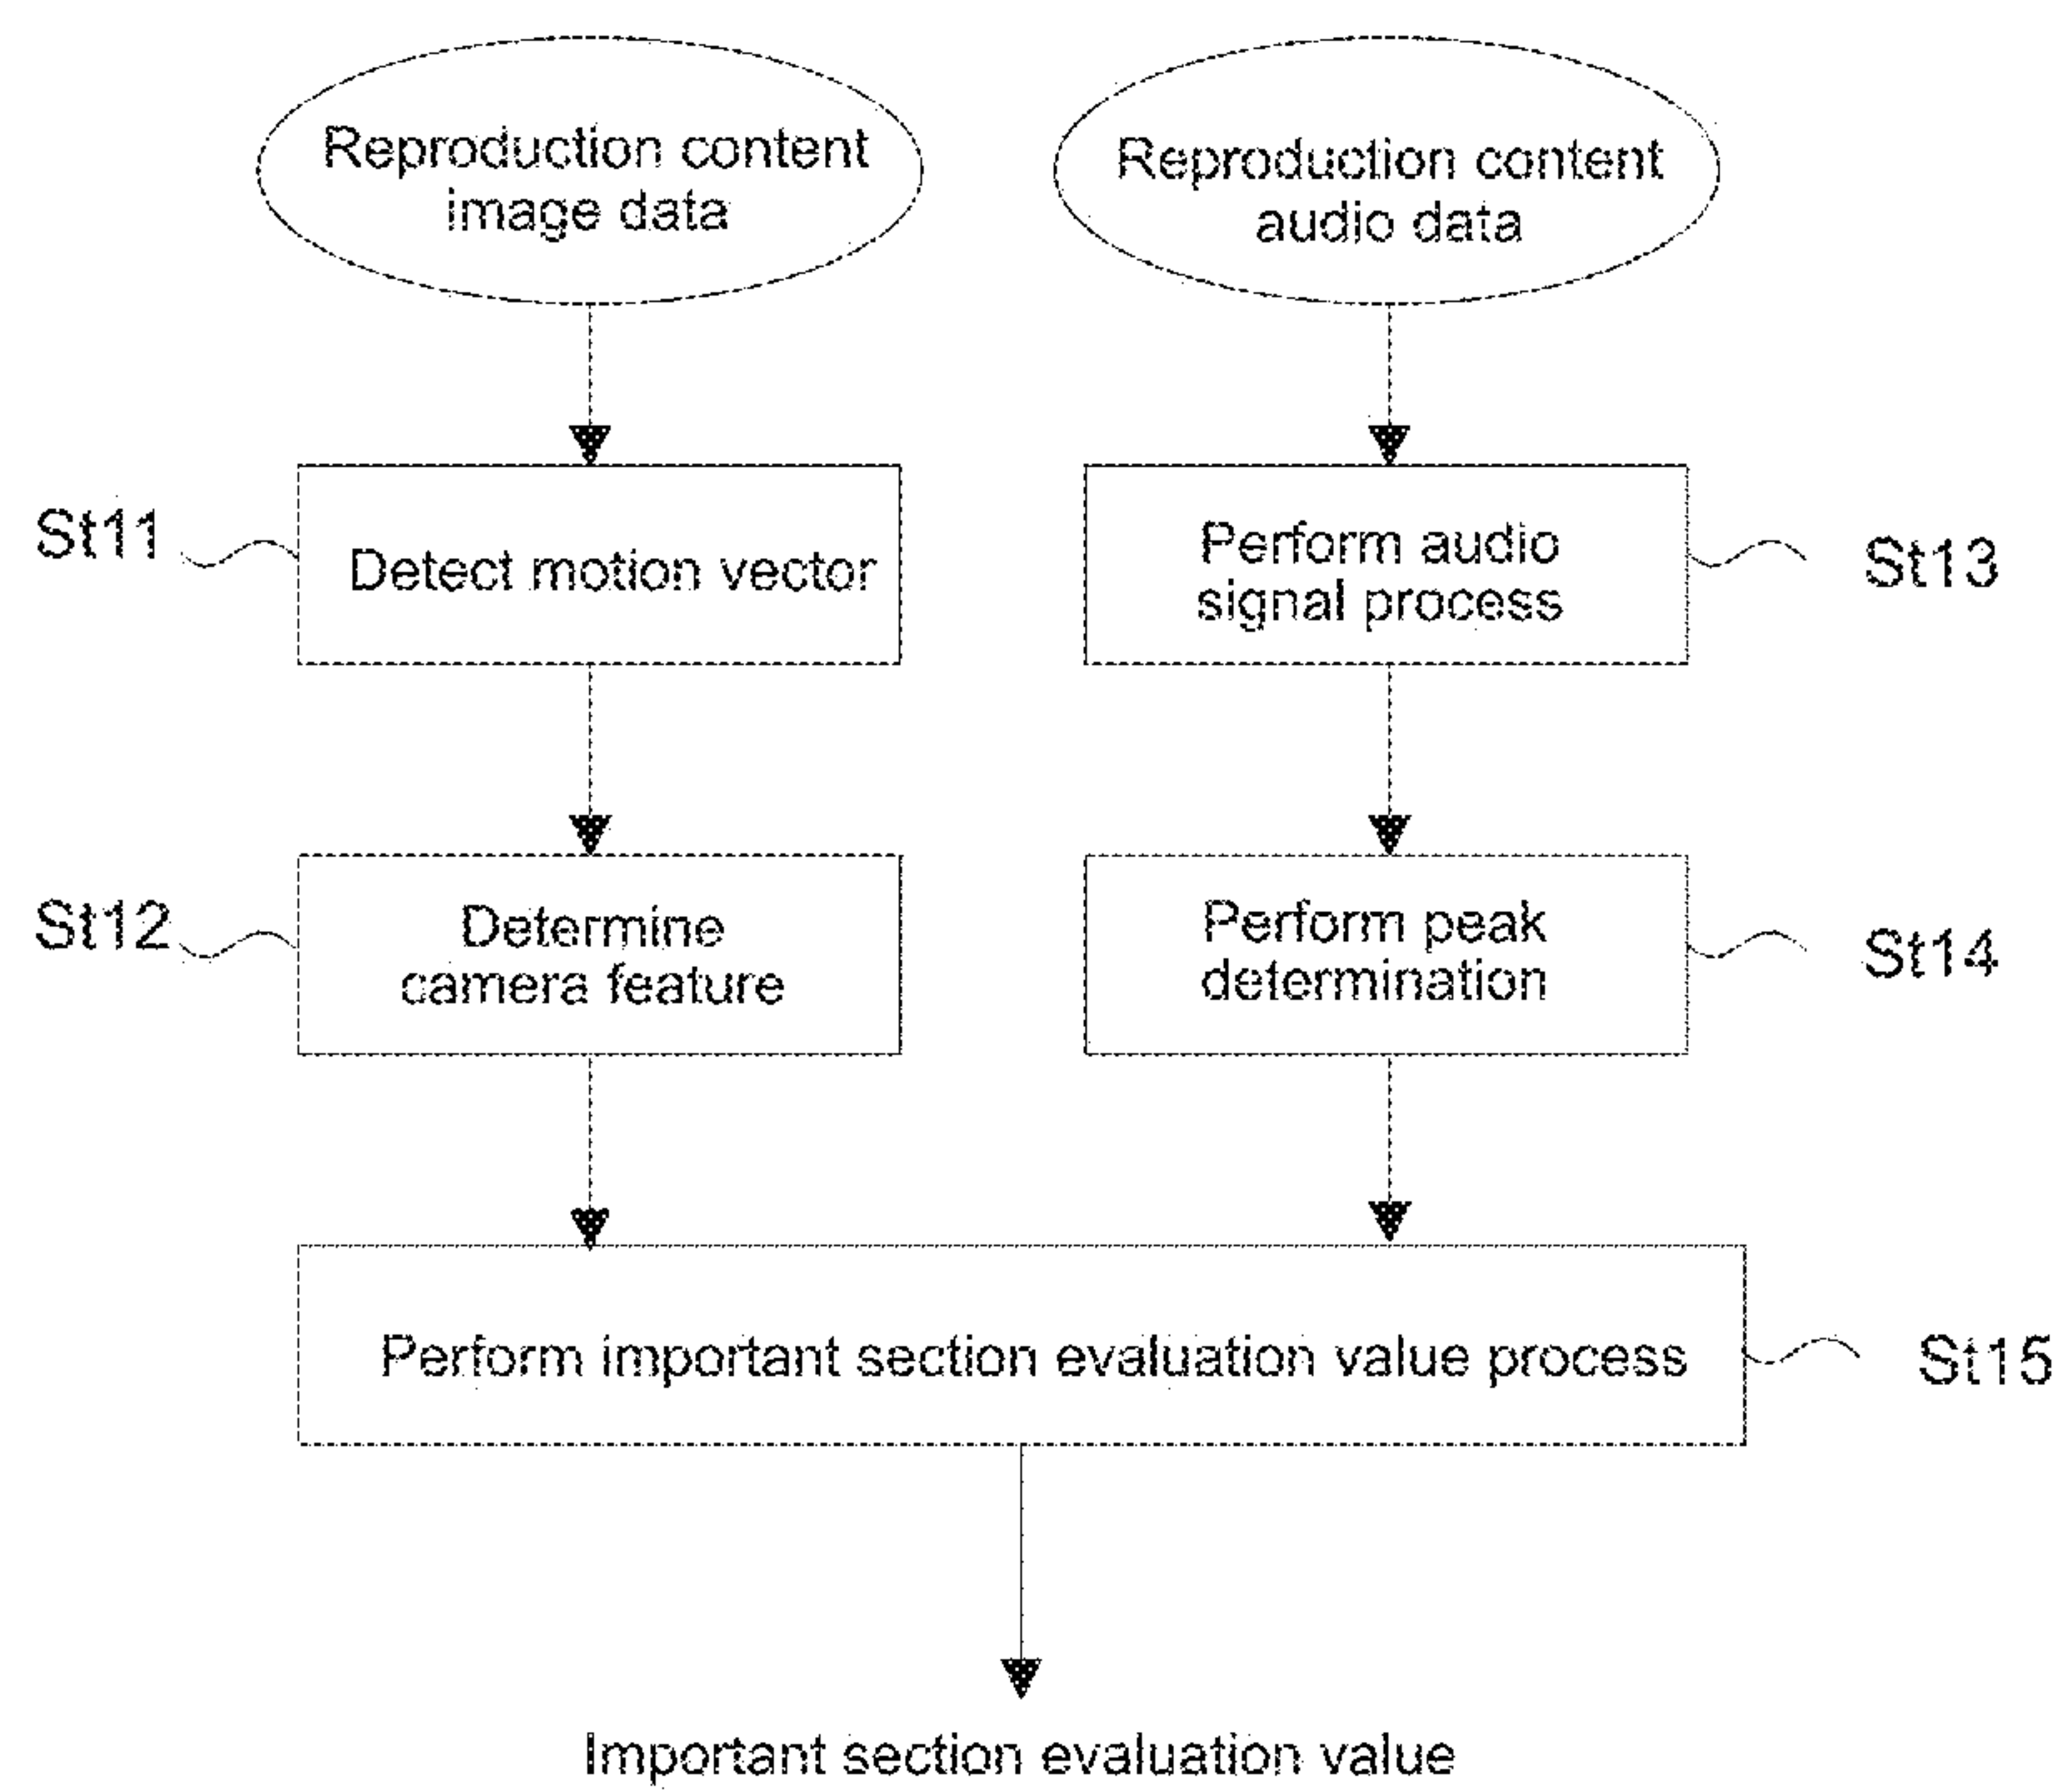 Reproduction content
image data
Reproduction content
audio data
St11
Detect motion vector
Perform audio
signal process
St13
St12
Determine
camera feature
Perform peak
determination
St14
Perform important section evaluation value process
St15
Important section evaluation value